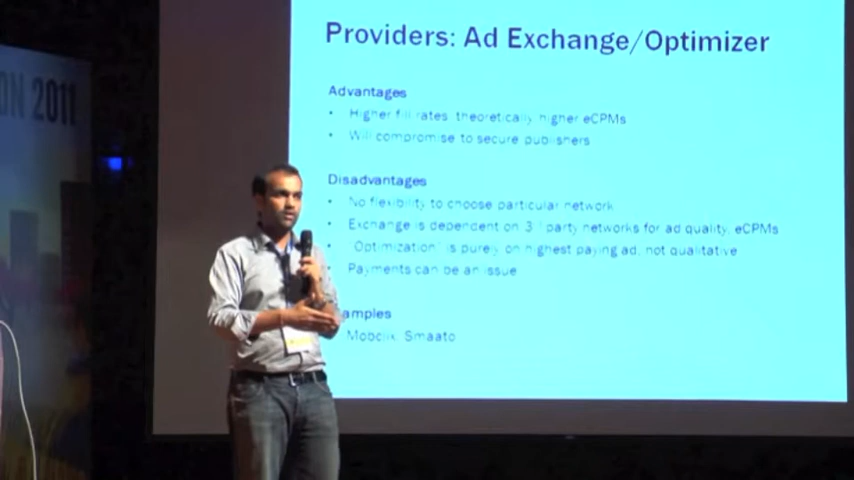 ON 2011
Providers: Ad Exchange/Optimizer
Advantages
• Higher fill rates, theoretically higher eCPMs
• Will compromise to secure publishers
Disadvantages
• No flexibility to choose particular network
• Exchange is dependent on 3 party networks for ad quality, eCPMs
• "Optimization" is purely on highest paying ad, not qualitative
• Payments can be an issue
amples
Mobclix, Smaato